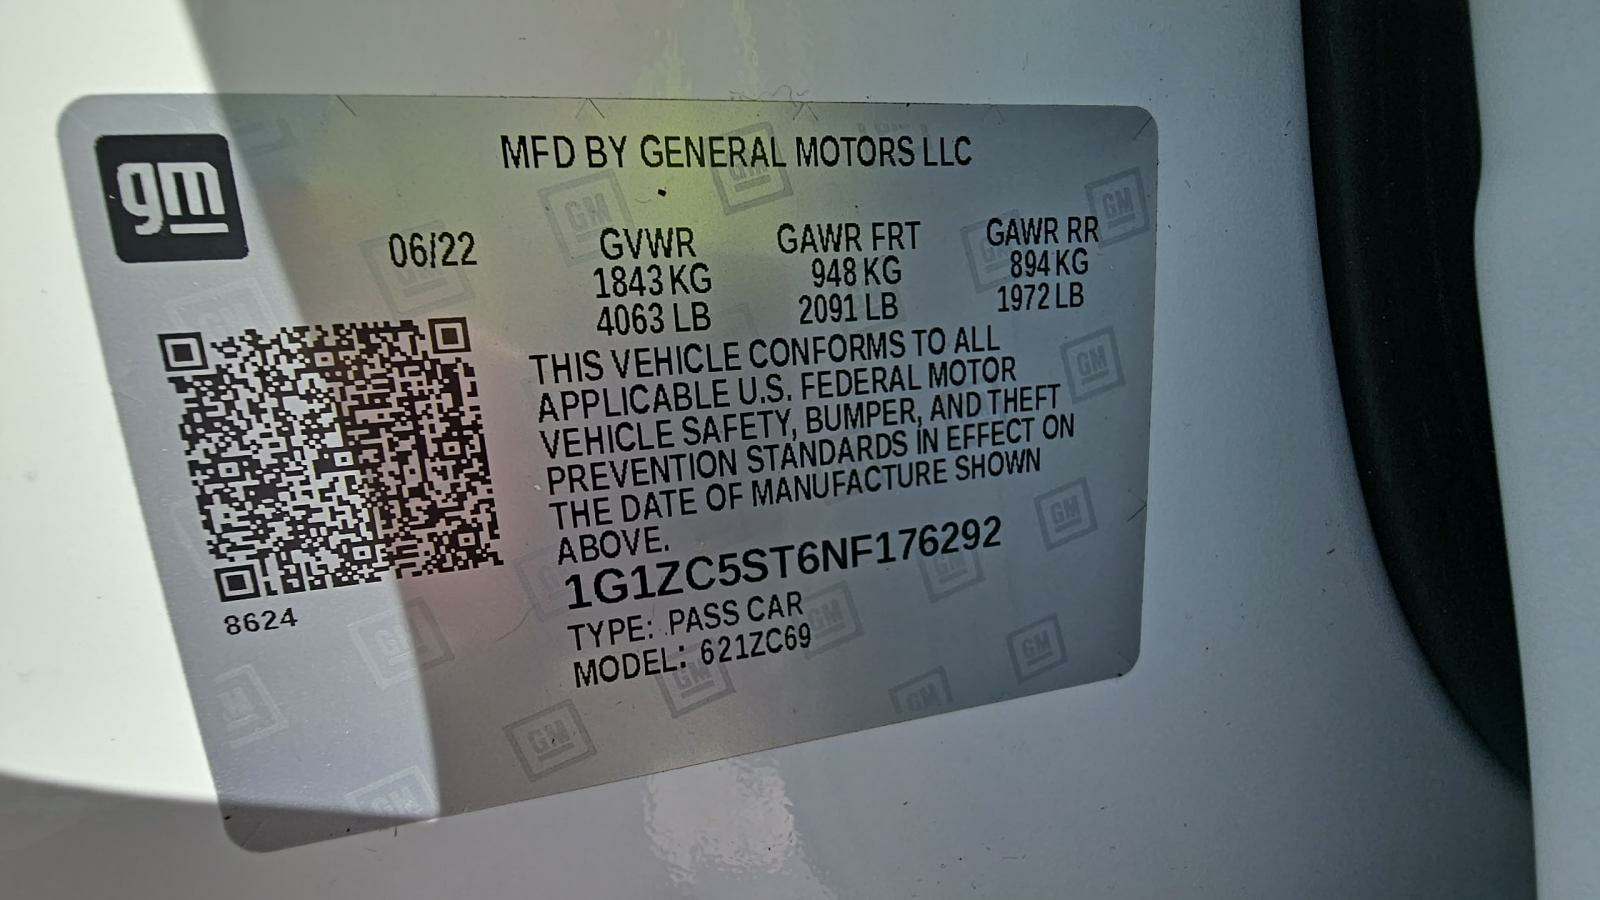 gm
MFD BY GENERAL MOTORS LLC
06/22
GVWR
1843 KG
4063 LB
GAWR FRT
948 KG
2091 LB
GAWR RR
894 KG
1972 LB
THIS VEHICLE CONFORMS TO ALL
APPLICABLE U.S. FEDERAL MOTOR
VEHICLE SAFETY, BUMPER, AND THEFT
PREVENTION STANDARDS IN EFFECT ON
THE DATE OF MANUFACTURE SHOWN
ABOVE.
1G1ZC5ST6NF176292
TYPE: PASS CAR
MODEL: 621ZC69
8624